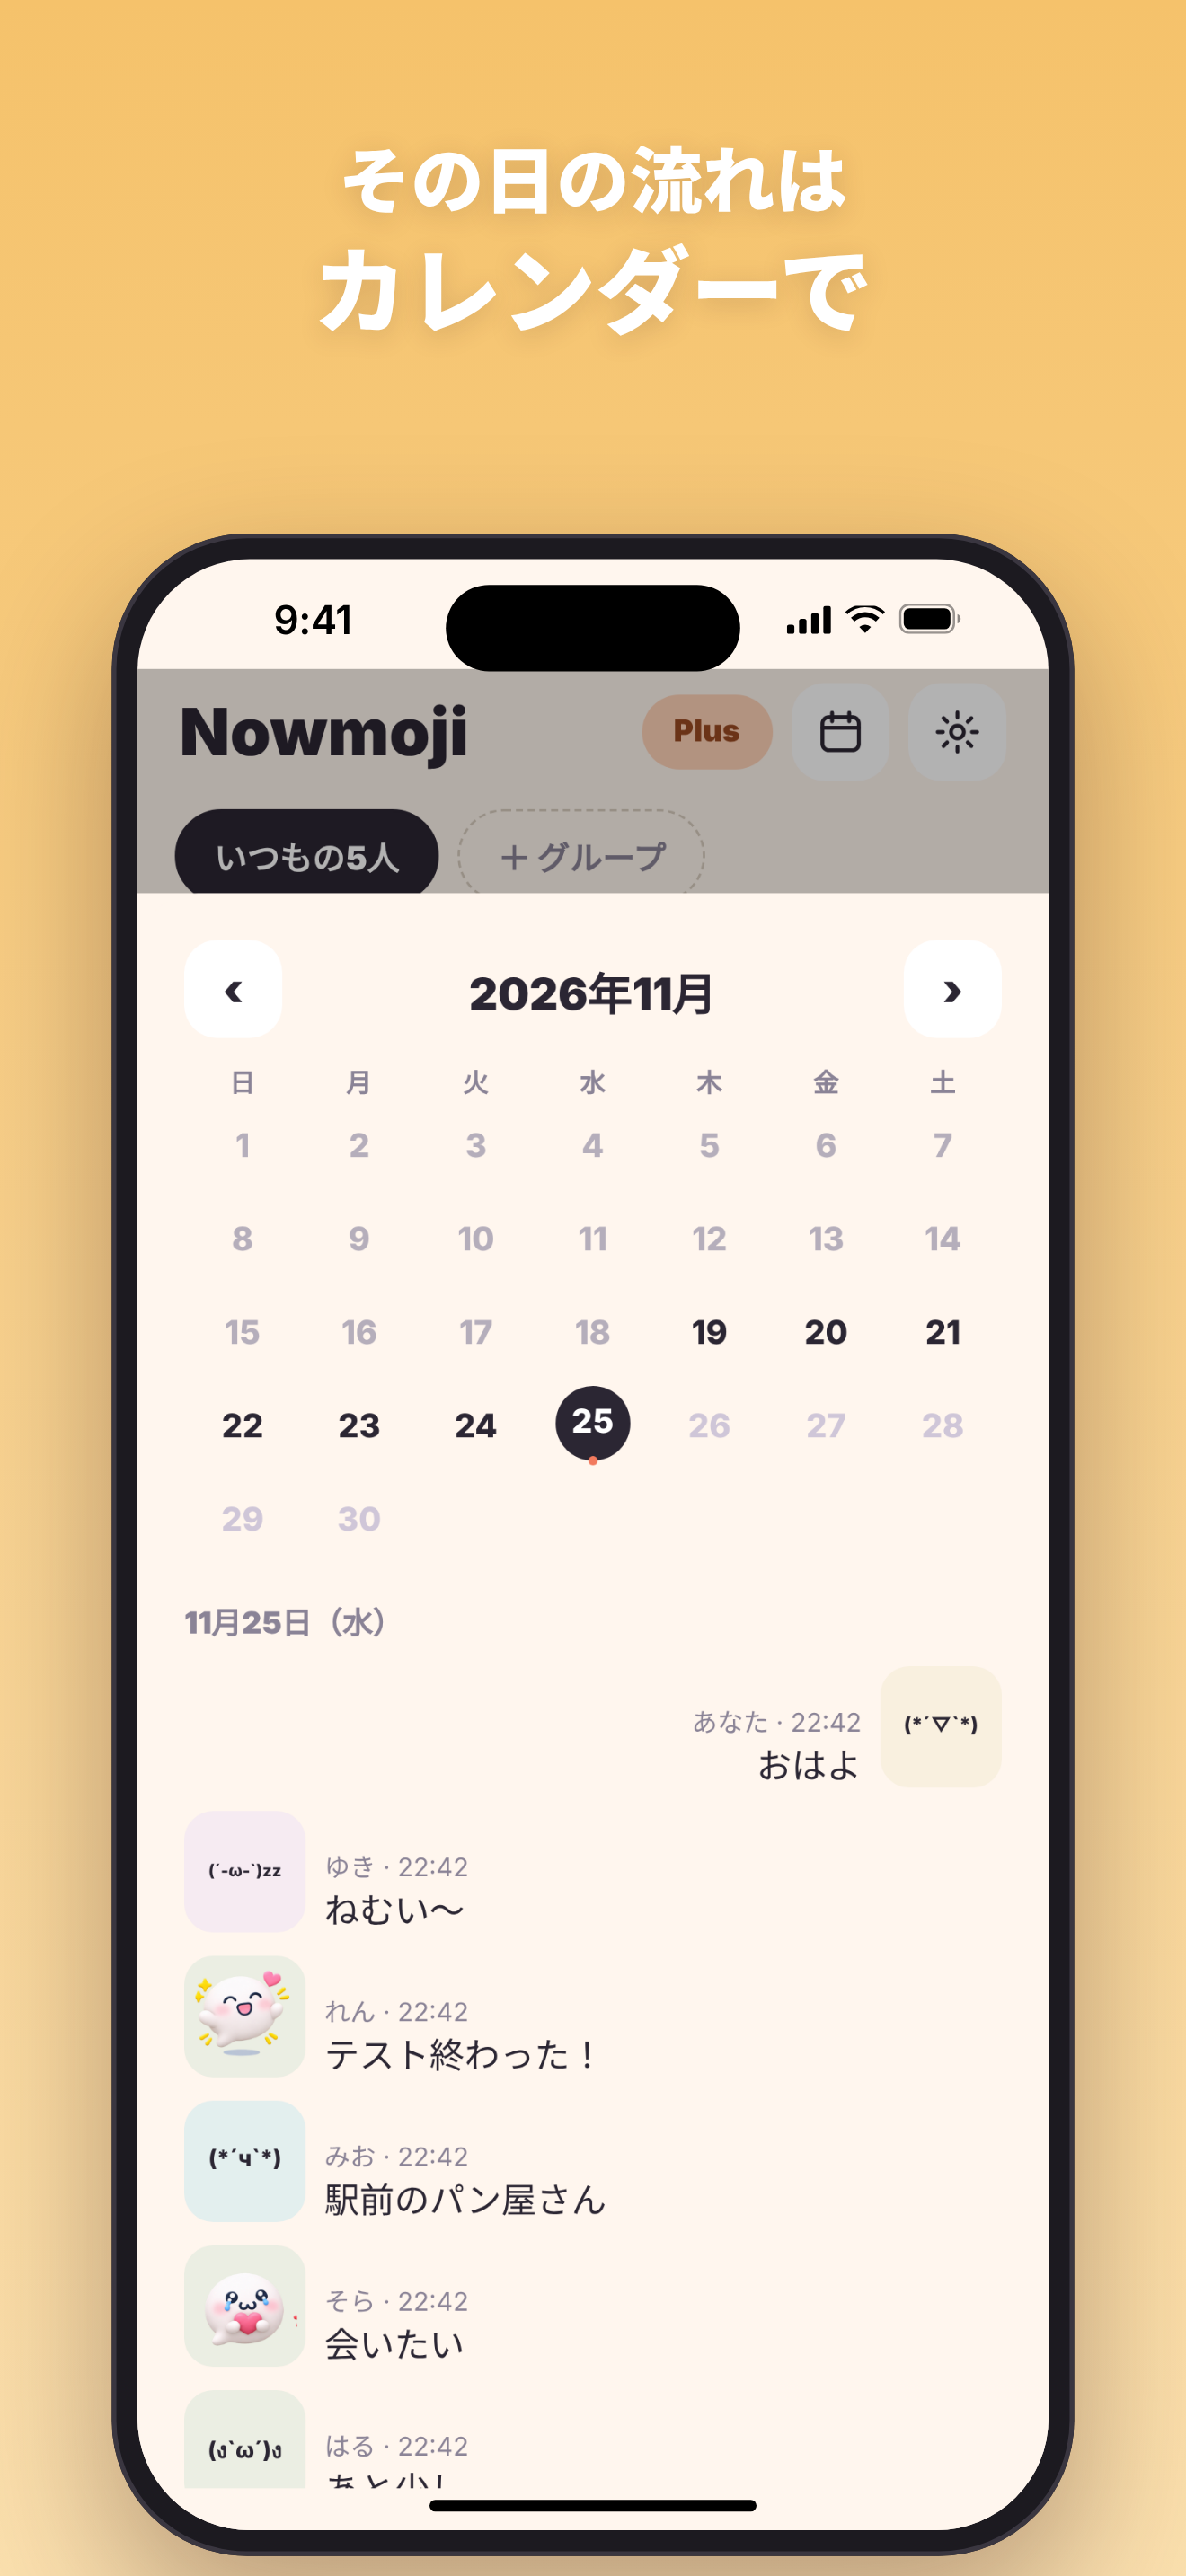 その日の流れは
カレンダーで
9:41
Nowmoji
Plus
いつもの5人
+ グループ
‹ 2026年11月 ›
日 月 火 水 木 金 土
1 2 3 4 5 6 7
8 9 10 11 12 13 14
15 16 17 18 19 20 21
22 23 24 25 26 27 28
29 30
11月25日（水）
あなた · 22:42
おはよ
(*´▽`*)
(´-ω-`)zz
ゆき · 22:42
ねむい〜
れん · 22:42
テスト終わった！
(*´ч`*)
みお · 22:42
駅前のパン屋さん
そら · 22:42
会いたい
(ง`ω´)ง
はる · 22:42
あと少し